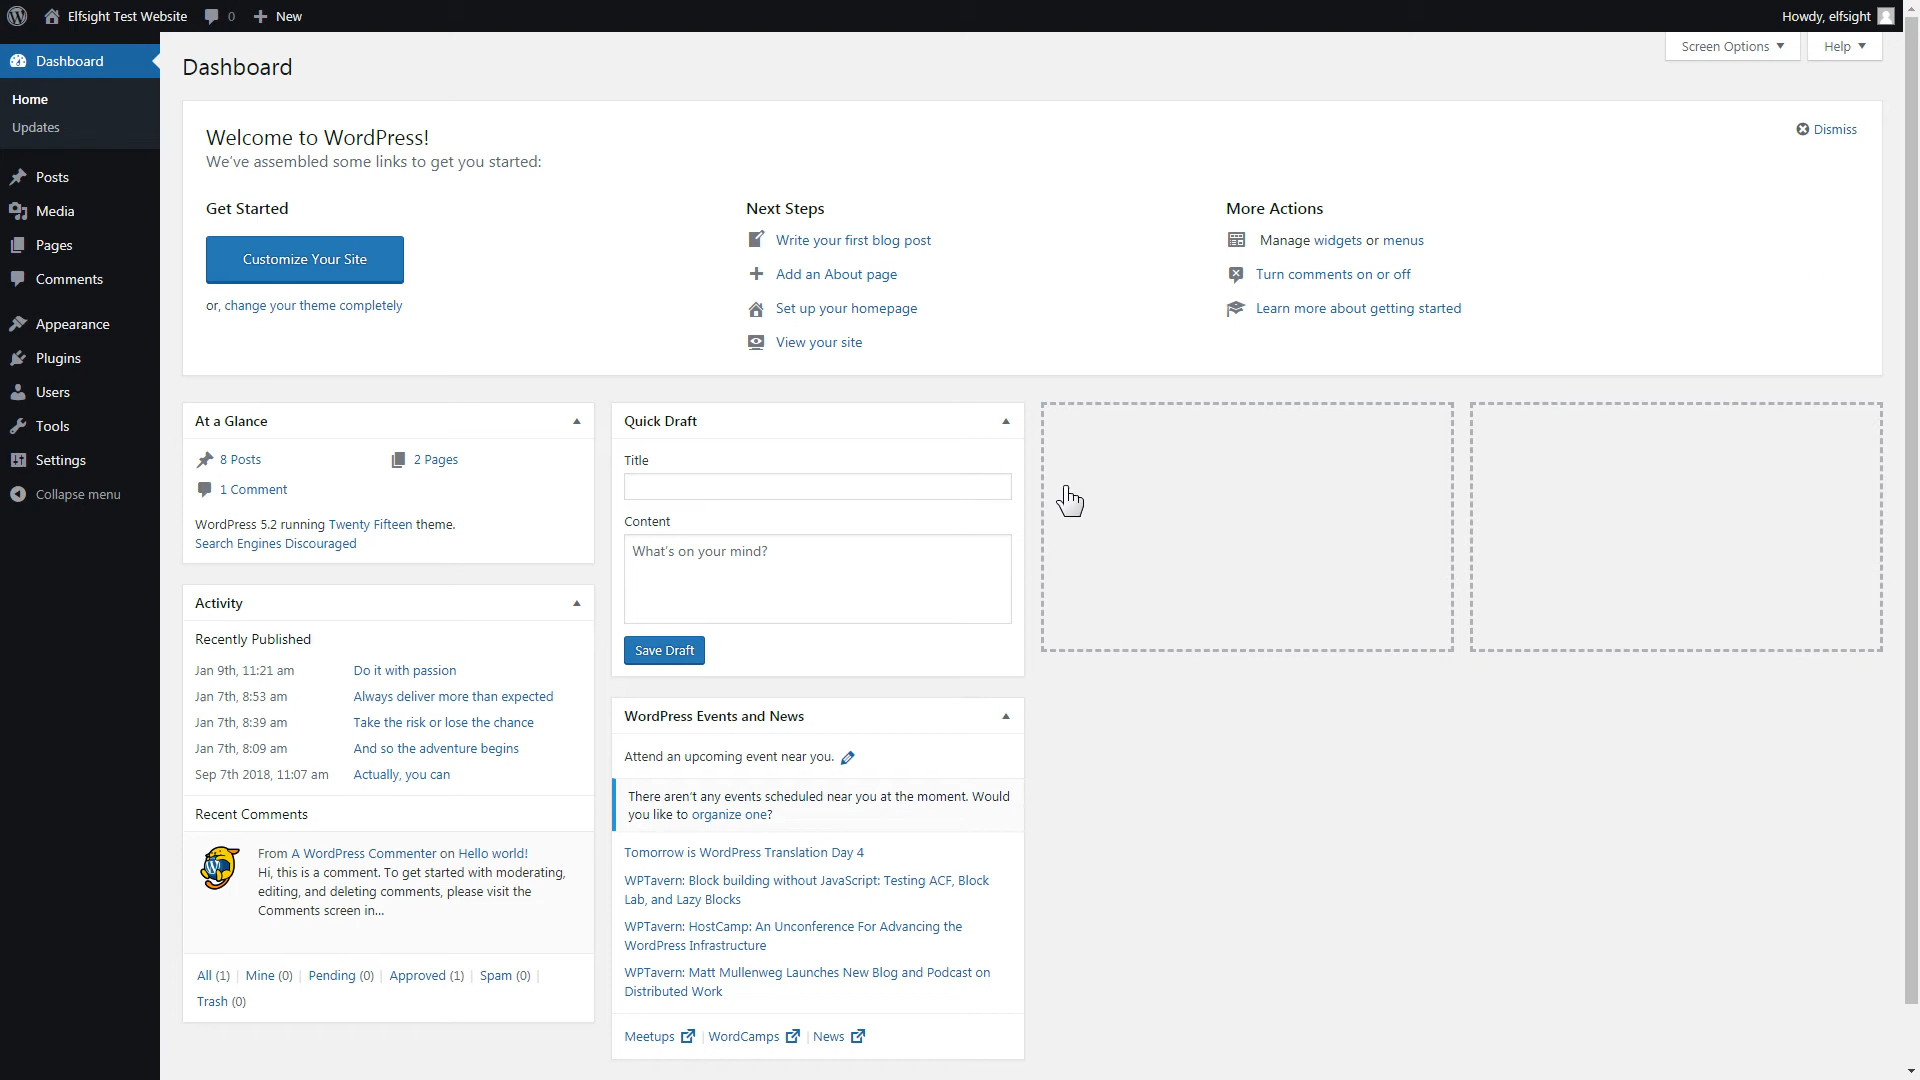 Elfsight Test Website 0 New
Howdy, elfsight
Dashboard
Home
Updates
Posts
Media
Pages
Comments
Appearance
Plugins
Users
Tools
Settings
Collapse menu
Screen Options
Help
Dashboard
Welcome to WordPress!
We've assembled some links to get you started:
Dismiss
Get Started
Customize Your Site
or, change your theme completely
Next Steps
Write your first blog post
Add an About page
Set up your homepage
View your site
More Actions
Manage widgets or menus
Turn comments on or off
Learn more about getting started
At a Glance
8 Posts
2 Pages
1 Comment
WordPress 5.2 running Twenty Fifteen theme.
Search Engines Discouraged
Activity
Recently Published
Jan 9th, 11:21 am Do it with passion
Jan 7th, 8:53 am Always deliver more than expected
Jan 7th, 8:39 am Take the risk or lose the chance
Jan 7th, 8:09 am And so the adventure begins
Sep 7th 2018, 11:07 am Actually, you can
Recent Comments
From A WordPress Commenter on Hello world!
Hi, this is a comment. To get started with moderating,
editing, and deleting comments, please visit the
Comments screen in...
All (1) | Mine (0) | Pending (0) | Approved (1) | Spam (0) |
Trash (0)
Quick Draft
Title
Content
What's on your mind?
Save Draft
WordPress Events and News
Attend an upcoming event near you.
There aren't any events scheduled near you at the moment. Would
you like to organize one?
Tomorrow is WordPress Translation Day 4
WPTavern: Block building without JavaScript: Testing ACF, Block
Lab, and Lazy Blocks
WPTavern: HostCamp: An Unconference For Advancing the
WordPress Infrastructure
WPTavern: Matt Mullenweg Launches New Blog and Podcast on
Distributed Work
Meetups | WordCamps | News